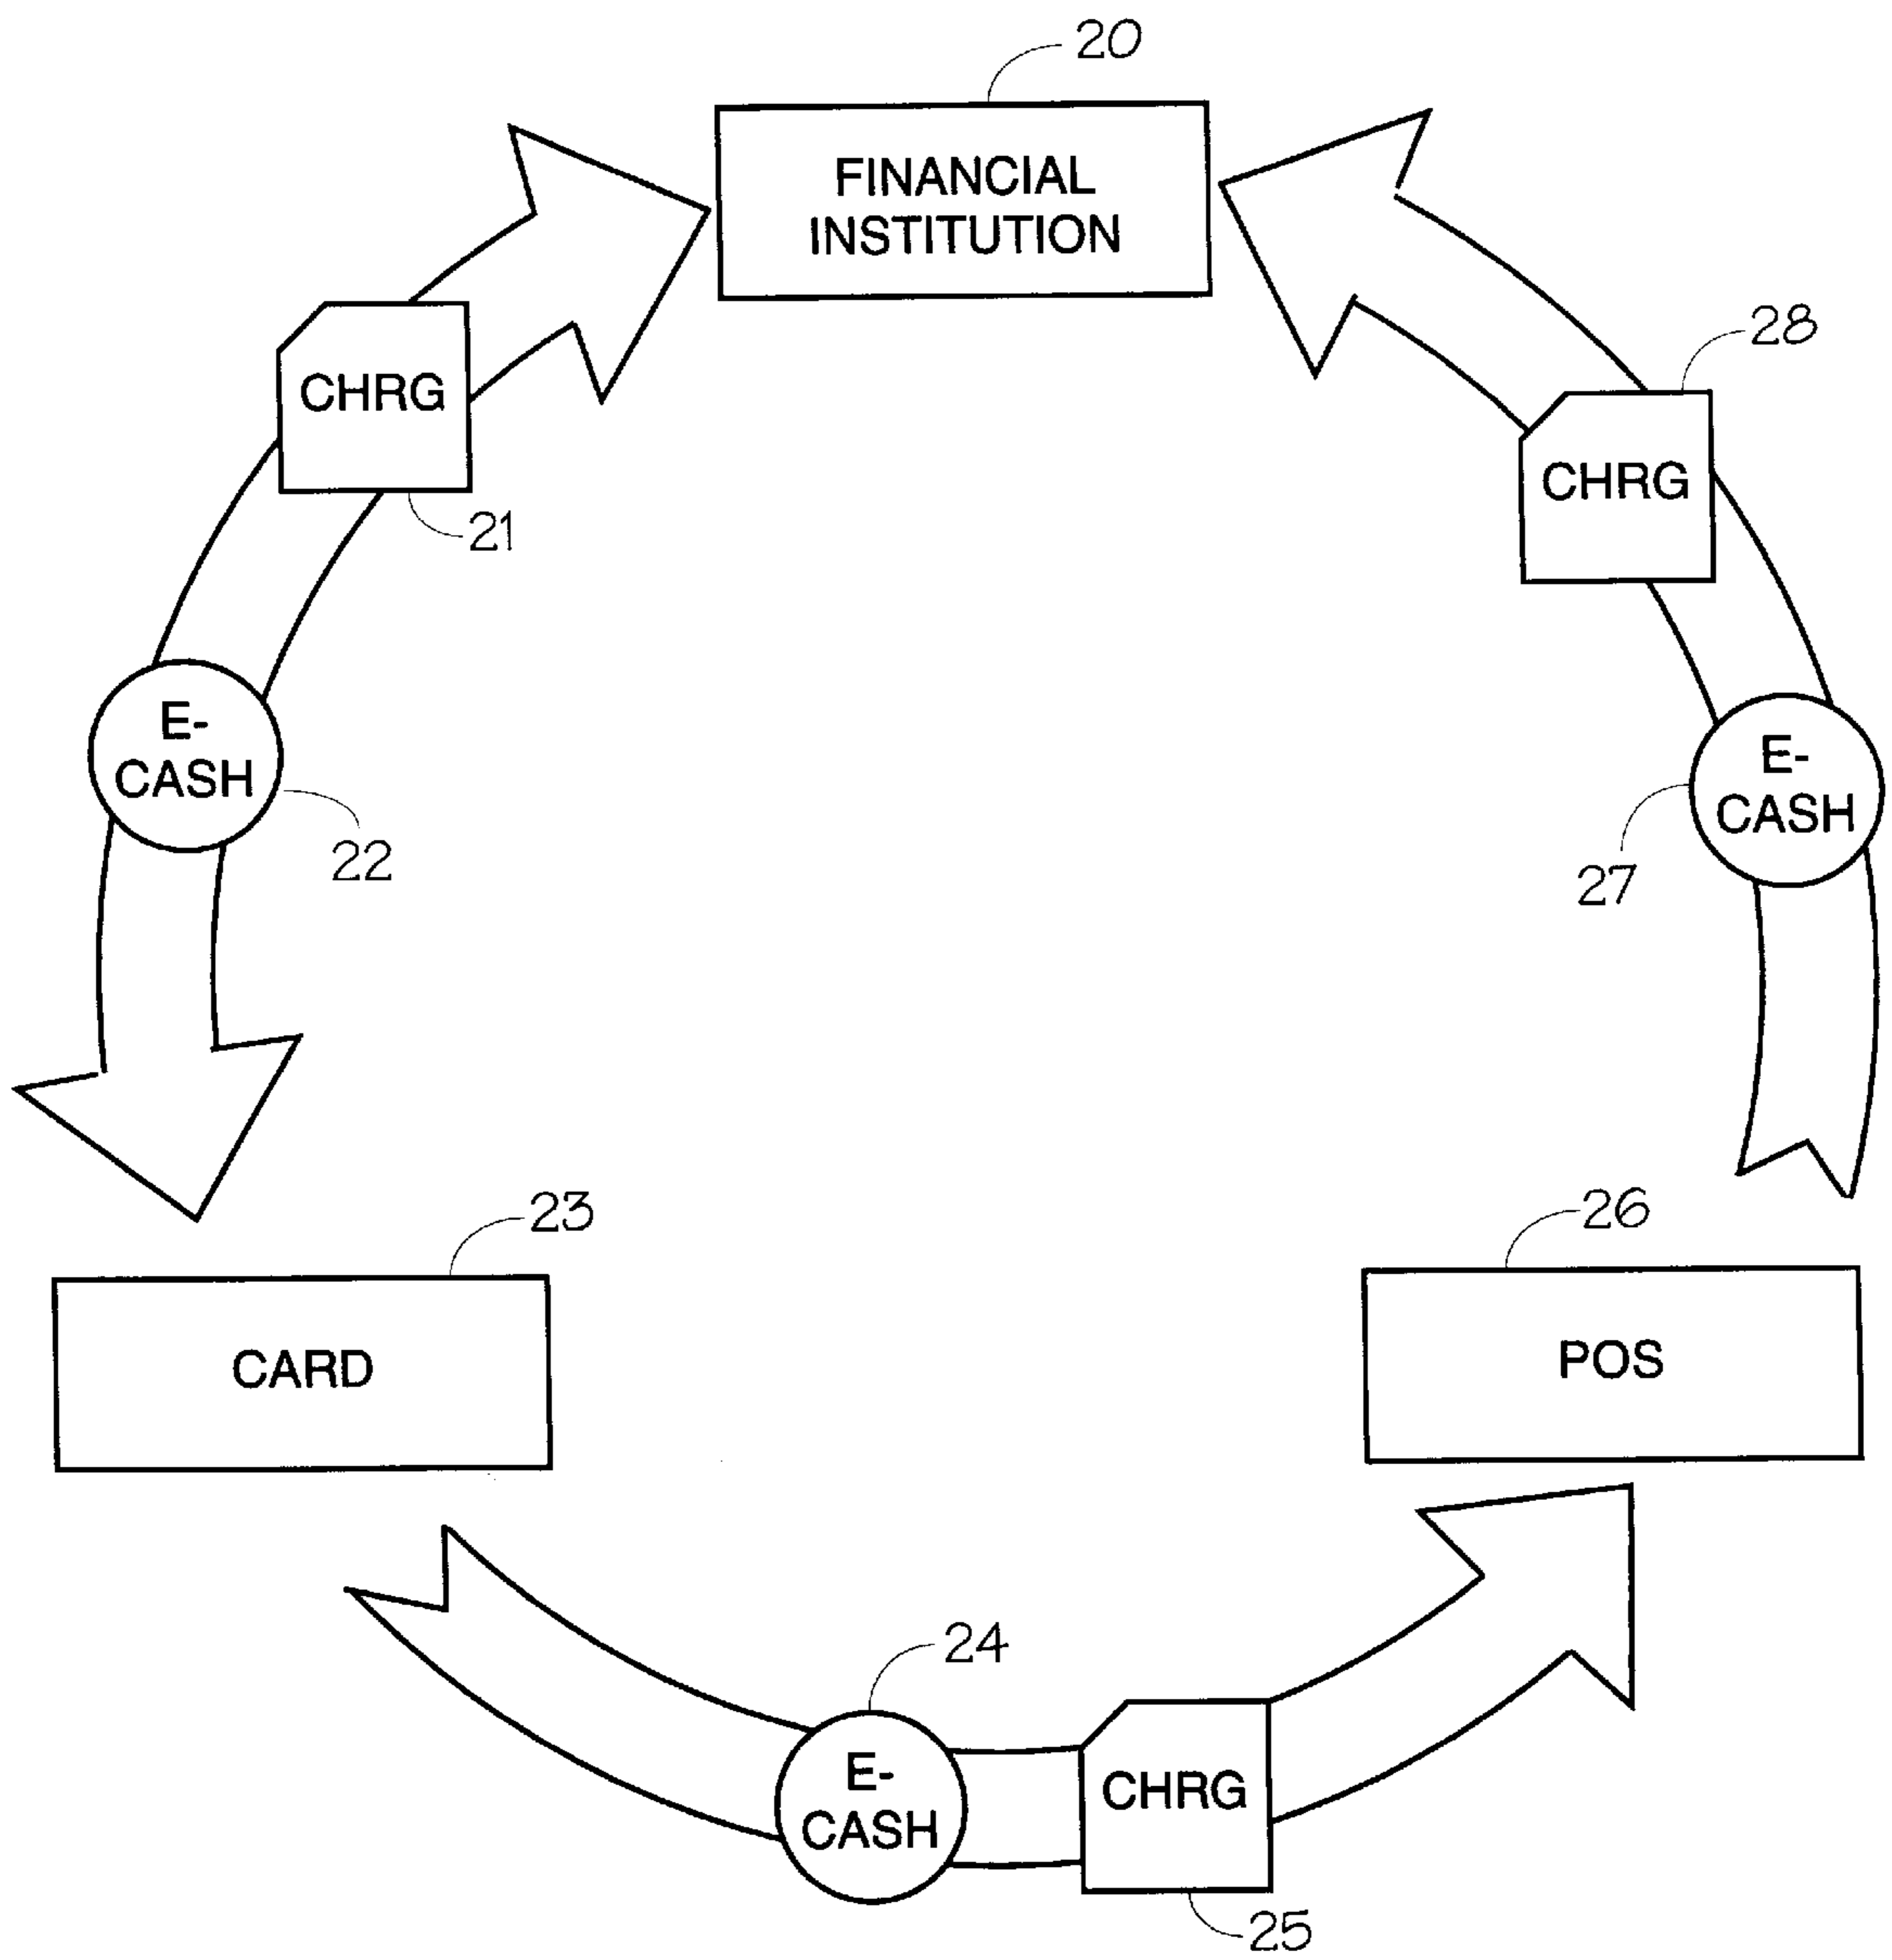 20
FINANCIAL
INSTITUTION
28
CHRG
CHRG
21
E-
CASH
22
E-
CASH
27
23
26
CARD
POS
24
E-
CASH
CHRG
25